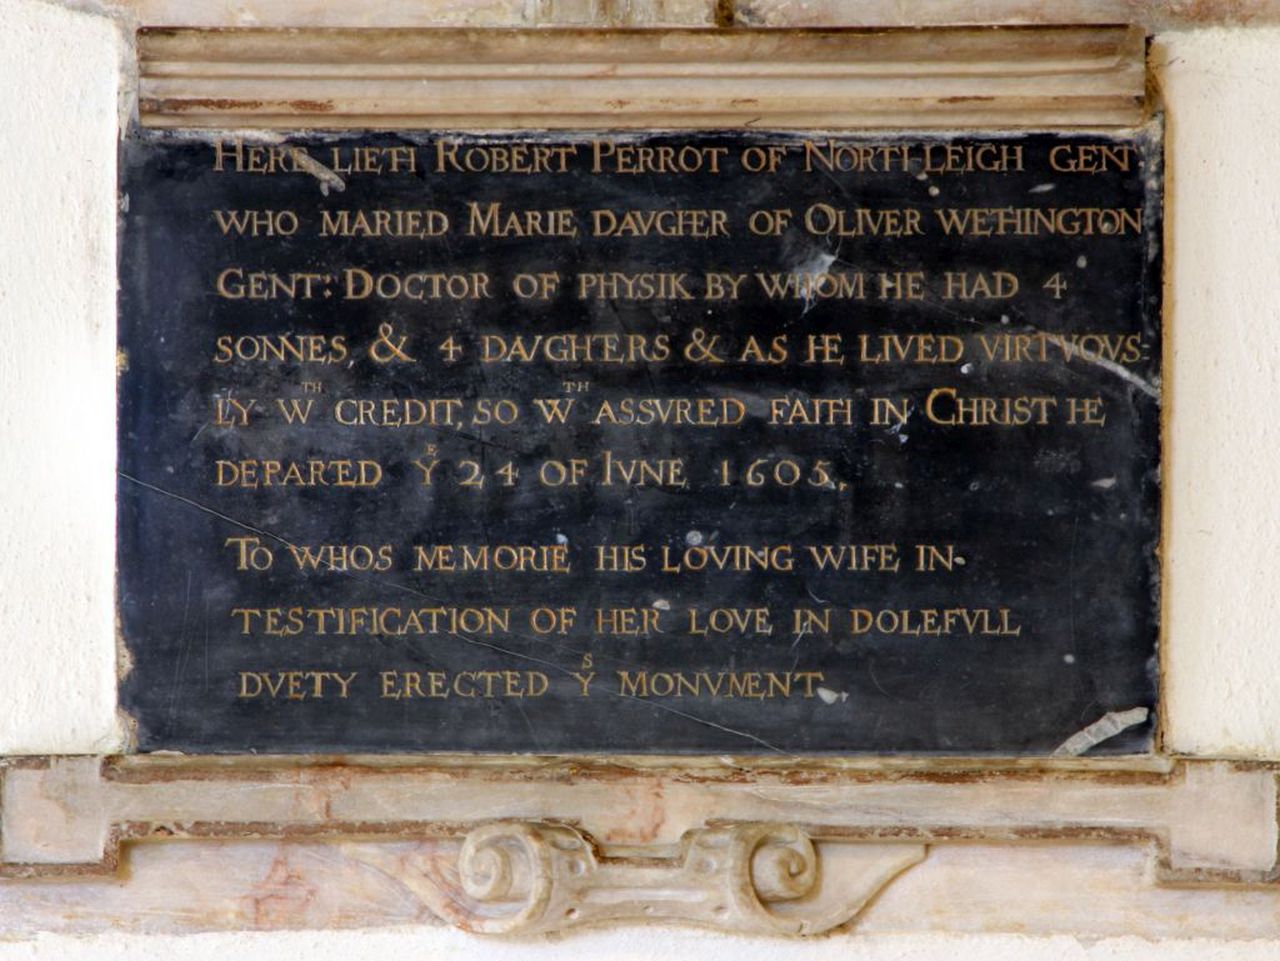 HERE LIETH ROBERT PERROT OF NORTHLEIGH GEN
WHO MARIED MARIE DAVGHER OF OLIVER WETHINGTON
GENT: DOCTOR OF PHYSIK BY WHOM HE HAD 4
SONNES, & 4 DAVGHTERS & AS HE LIVED VIRTVOVS-
LY Wᵀᴴ CREDIT, SO Wᵀᴴ ASSVRED FAITH IN CHRIST HE
DEPARTED Yᴱ 24 OF IVNE 1605.
TO WHOS MEMORIE HIS LOVING WIFE IN
TESTIFICATION OF HER LOVE IN DOLEFVLL
DVETY ERECTED Yˢ MONVMENT.